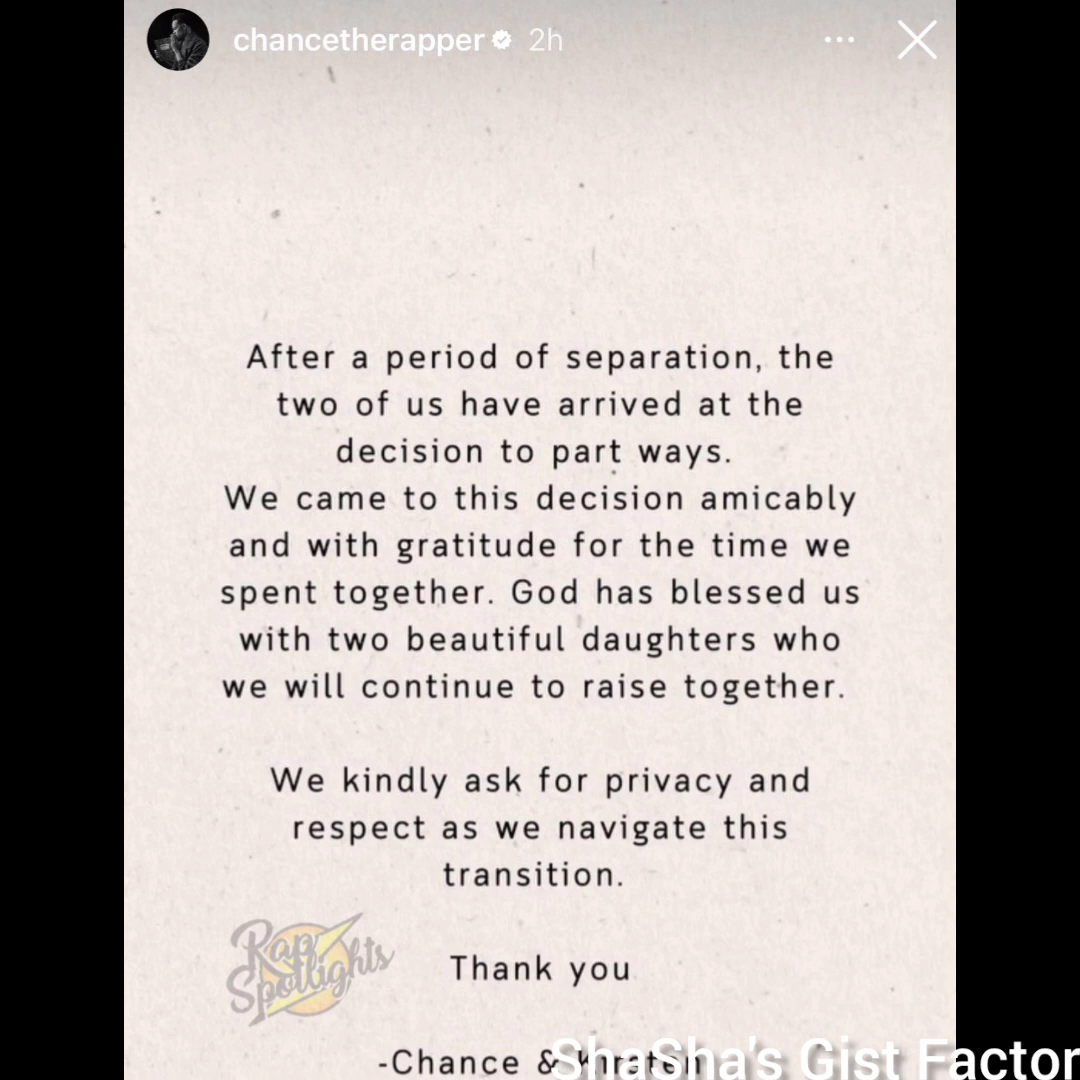 chancetherapper 2h
After a period of separation, the
two of us have arrived at the
decision to part ways.
We came to this decision amicably
and with gratitude for the time we
spent together. God has blessed us
with two beautiful daughters who
we will continue to raise together.
We kindly ask for privacy and
respect as we navigate this
transition.
Rap
Spotlights
Thank you
-Chance & Kirsten
ShaSha's Gist Factor